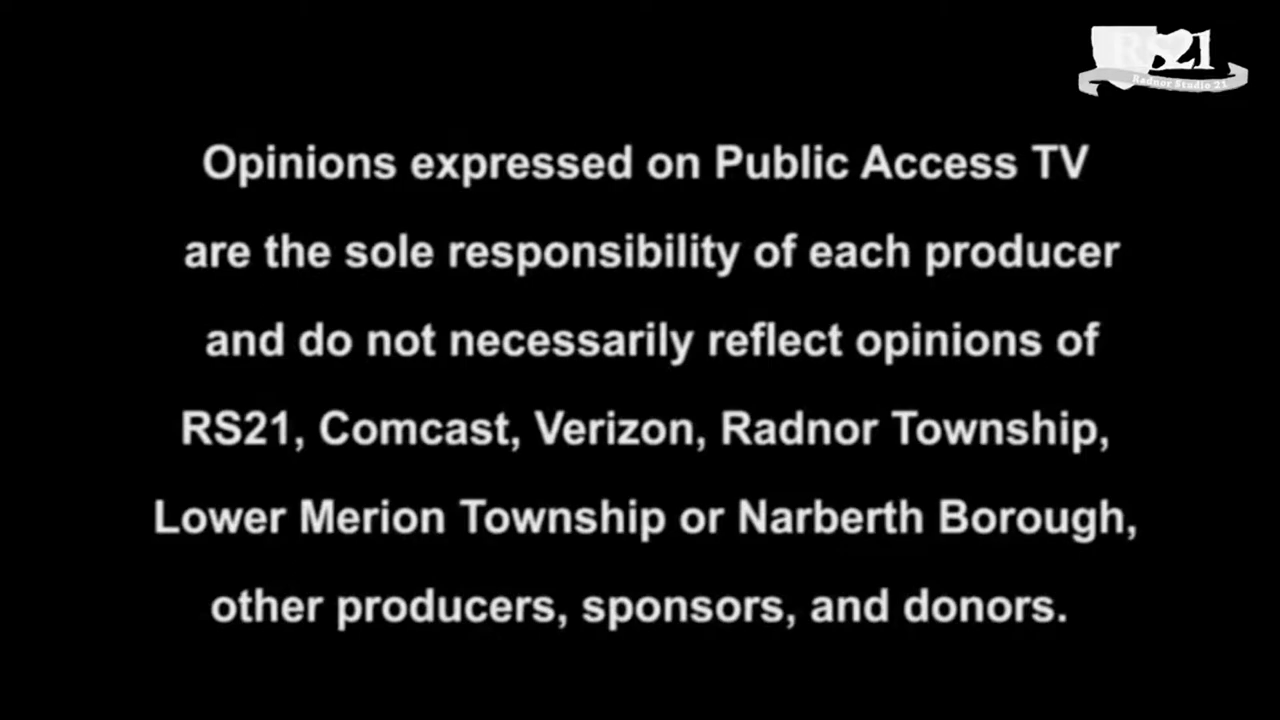 RS21
Radnor Studio 21
Opinions expressed on Public Access TV
are the sole responsibility of each producer
and do not necessarily reflect opinions of
RS21, Comcast, Verizon, Radnor Township,
Lower Merion Township or Narberth Borough,
other producers, sponsors, and donors.